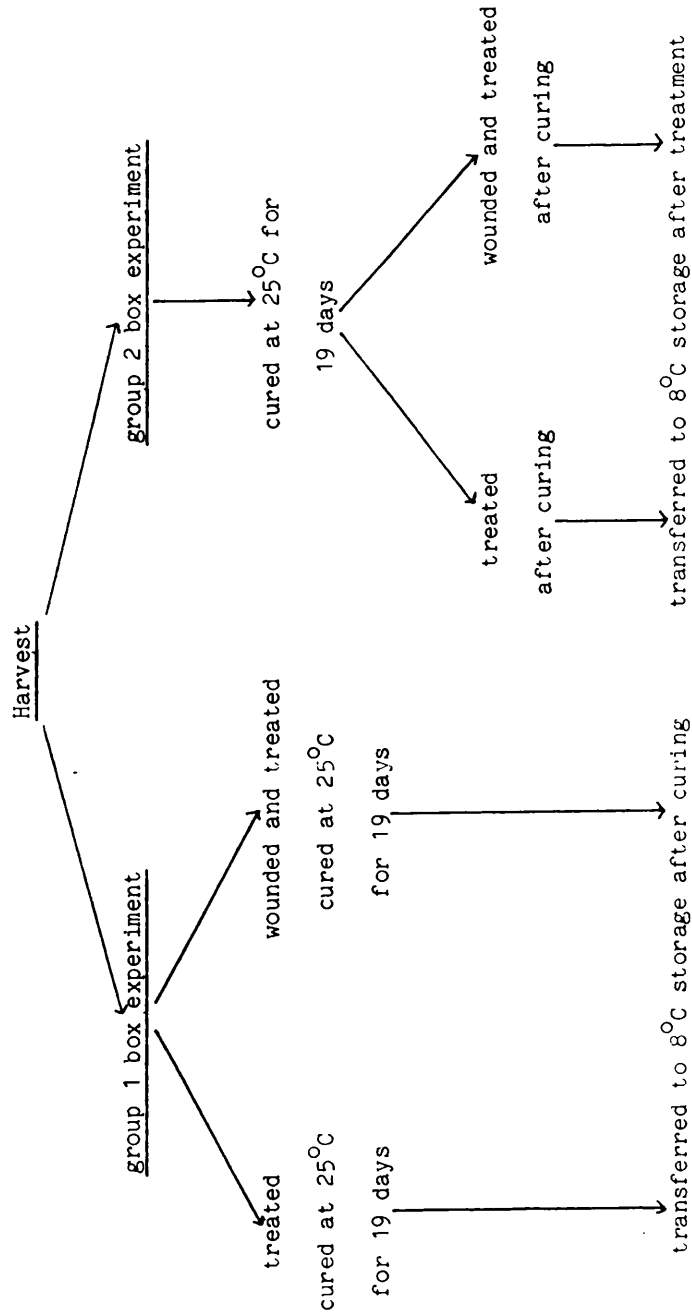 Harvest
group 1 box experiment
treated
cured at 25°C
for 19 days
wounded and treated
cured at 25°C
for 19 days
transferred to 8°C storage after curing
group 2 box experiment
cured at 25°C for
19 days
treated
after curing
wounded and treated
after curing
transferred to 8°C storage after treatment